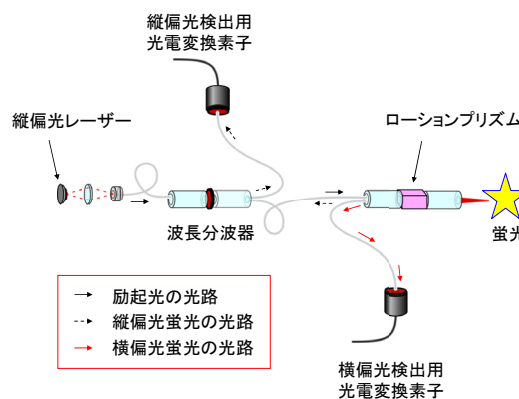 縦偏光検出用
光電変換素子
縦偏光レーザー
ローションプリズム
波長分波器
蛍光
励起光の光路
縦偏光蛍光の光路
横偏光蛍光の光路
横偏光検出用
光電変換素子